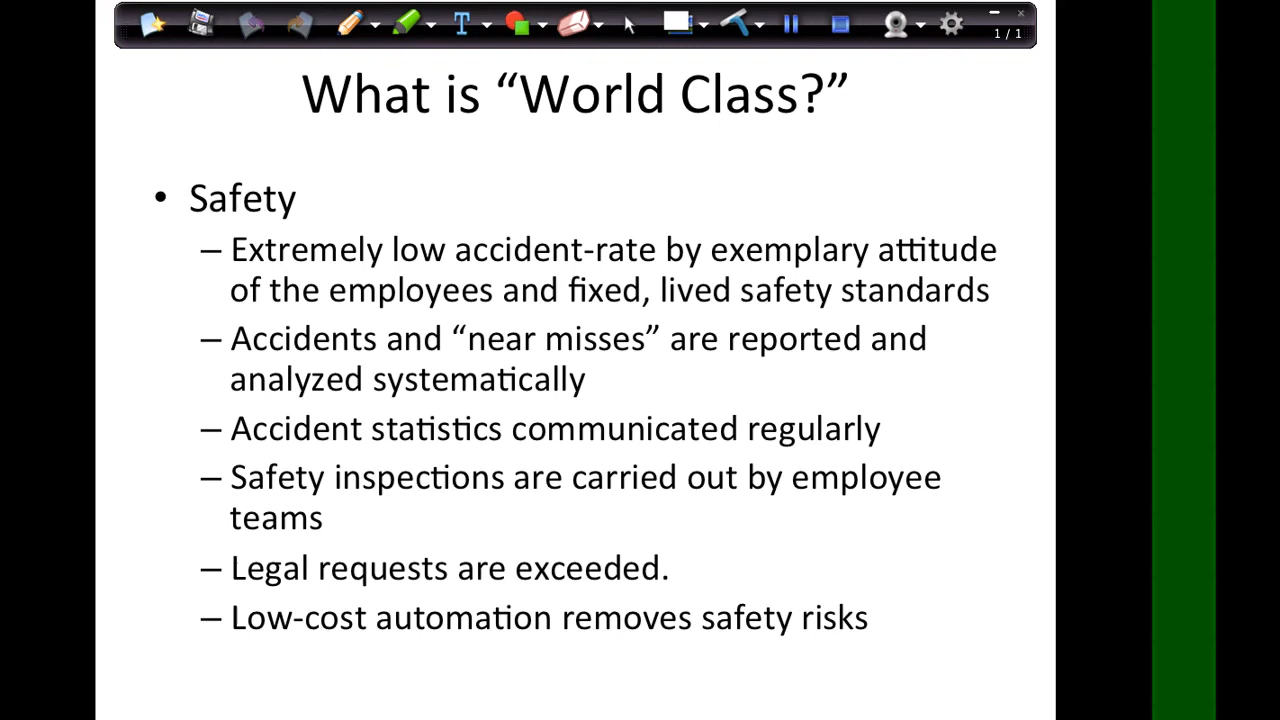 T
1 / 1
What is “World Class?”
• Safety
– Extremely low accident-rate by exemplary attitude
of the employees and fixed, lived safety standards
– Accidents and “near misses” are reported and
analyzed systematically
– Accident statistics communicated regularly
– Safety inspections are carried out by employee
teams
– Legal requests are exceeded.
– Low-cost automation removes safety risks